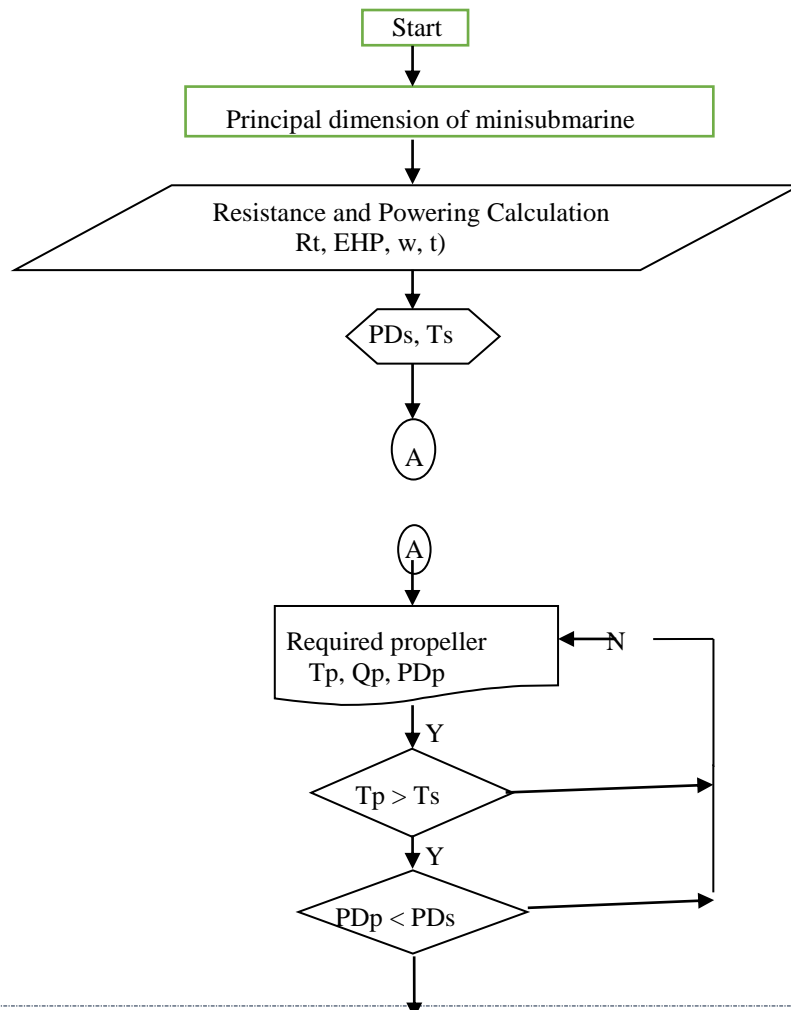 Start
Principal dimension of minisubmarine
Resistance and Powering Calculation
Rt, EHP, w, t)
PDs, Ts
A
A
Required propeller
Tp, Qp, PDp
N
Y
Tp > Ts
Y
PDp < PDs